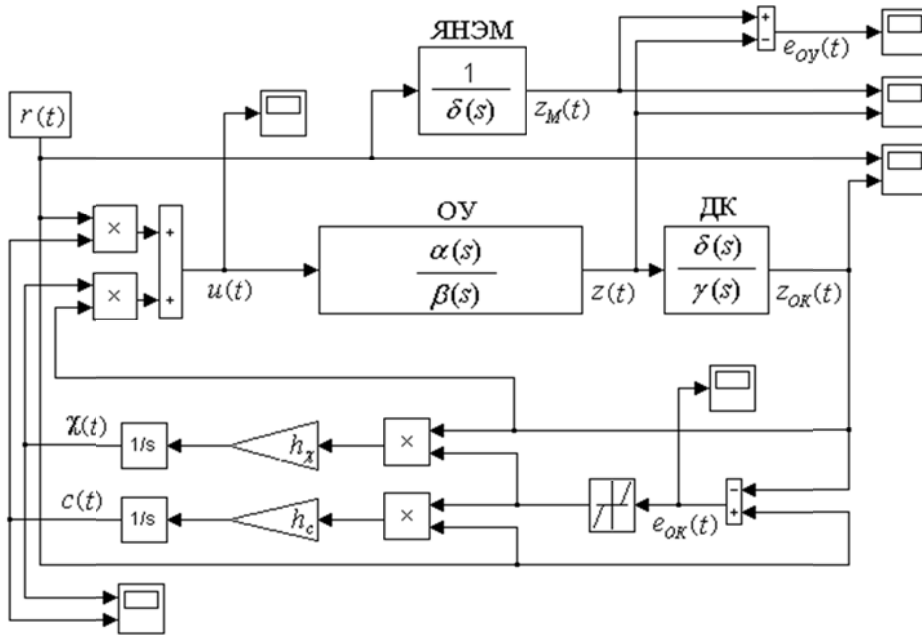 ЯНЭМ
1
δ(s)
z_M(t)
e_ОУ(t)
r(t)
ОУ
α(s)
β(s)
u(t)
z(t)
ДК
δ(s)
γ(s)
z_ОК(t)
×
×
+
+
+
−
χ(t)
1/s
h_χ
×
c(t)
1/s
h_c
×
e_ОК(t)
−
+